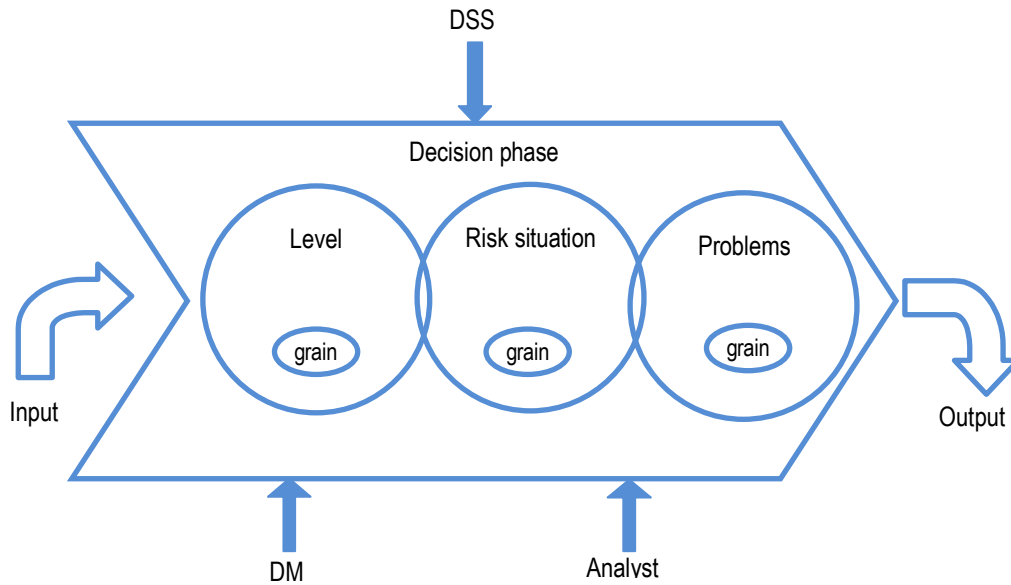 DSS
Decision phase
Level
Risk situation
Problems
grain
grain
grain
Input
Output
DM
Analyst